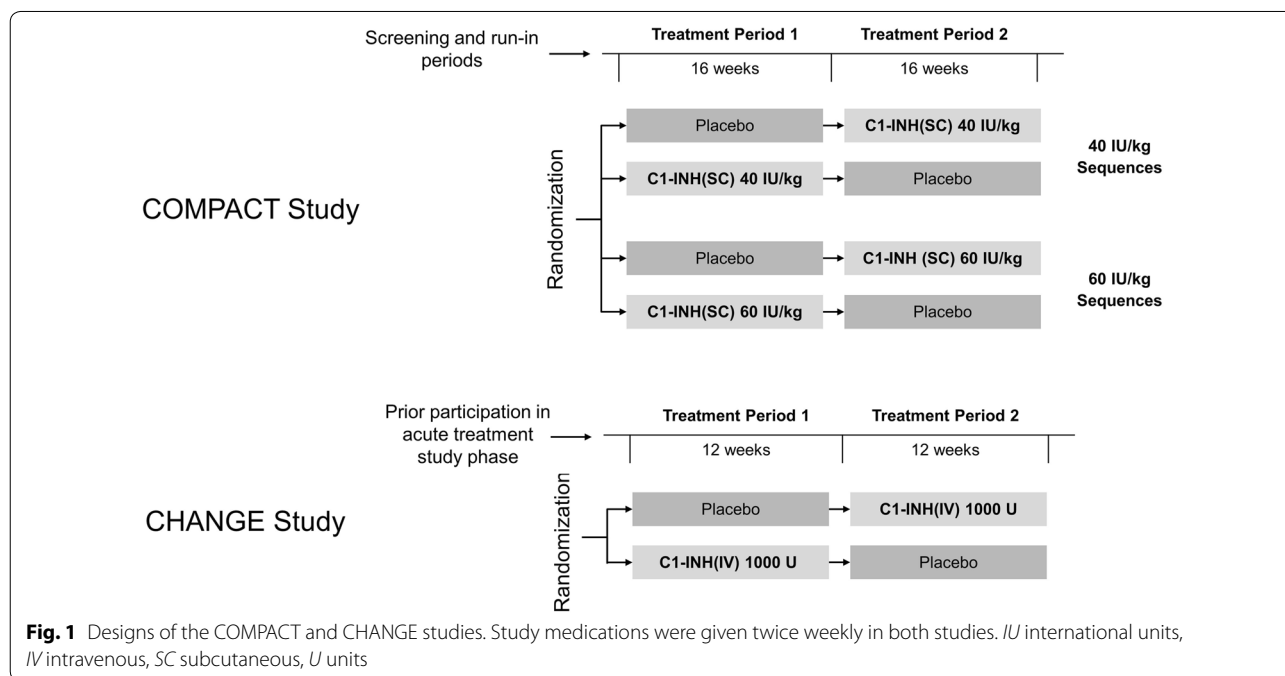 Screening and run-in
periods
Treatment Period 1
Treatment Period 2
16 weeks
16 weeks
COMPACT Study
Randomization
Placebo
C1-INH(SC) 40 IU/kg
C1-INH(SC) 40 IU/kg
Placebo
40 IU/kg
Sequences
Placebo
C1-INH (SC) 60 IU/kg
C1-INH(SC) 60 IU/kg
Placebo
60 IU/kg
Sequences
Prior participation in
acute treatment
study phase
Treatment Period 1
Treatment Period 2
12 weeks
12 weeks
CHANGE Study
Randomization
Placebo
C1-INH(IV) 1000 U
C1-INH(IV) 1000 U
Placebo
Fig. 1 Designs of the COMPACT and CHANGE studies. Study medications were given twice weekly in both studies. IU international units,
IV intravenous, SC subcutaneous, U units